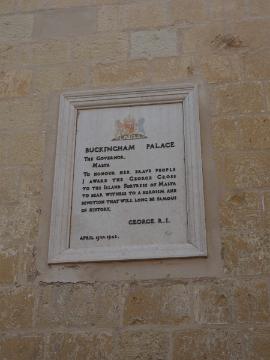 BUCKINGHAM PALACE
THE GOVERNOR,
MALTA
TO HONOUR HER BRAVE PEOPLE
I AWARD THE GEORGE CROSS
TO THE ISLAND FORTRESS OF MALTA
TO BEAR WITNESS TO A HEROISM AND
DEVOTION THAT WILL LONG BE FAMOUS
IN HISTORY.
GEORGE R.I.
APRIL 15TH 1942.